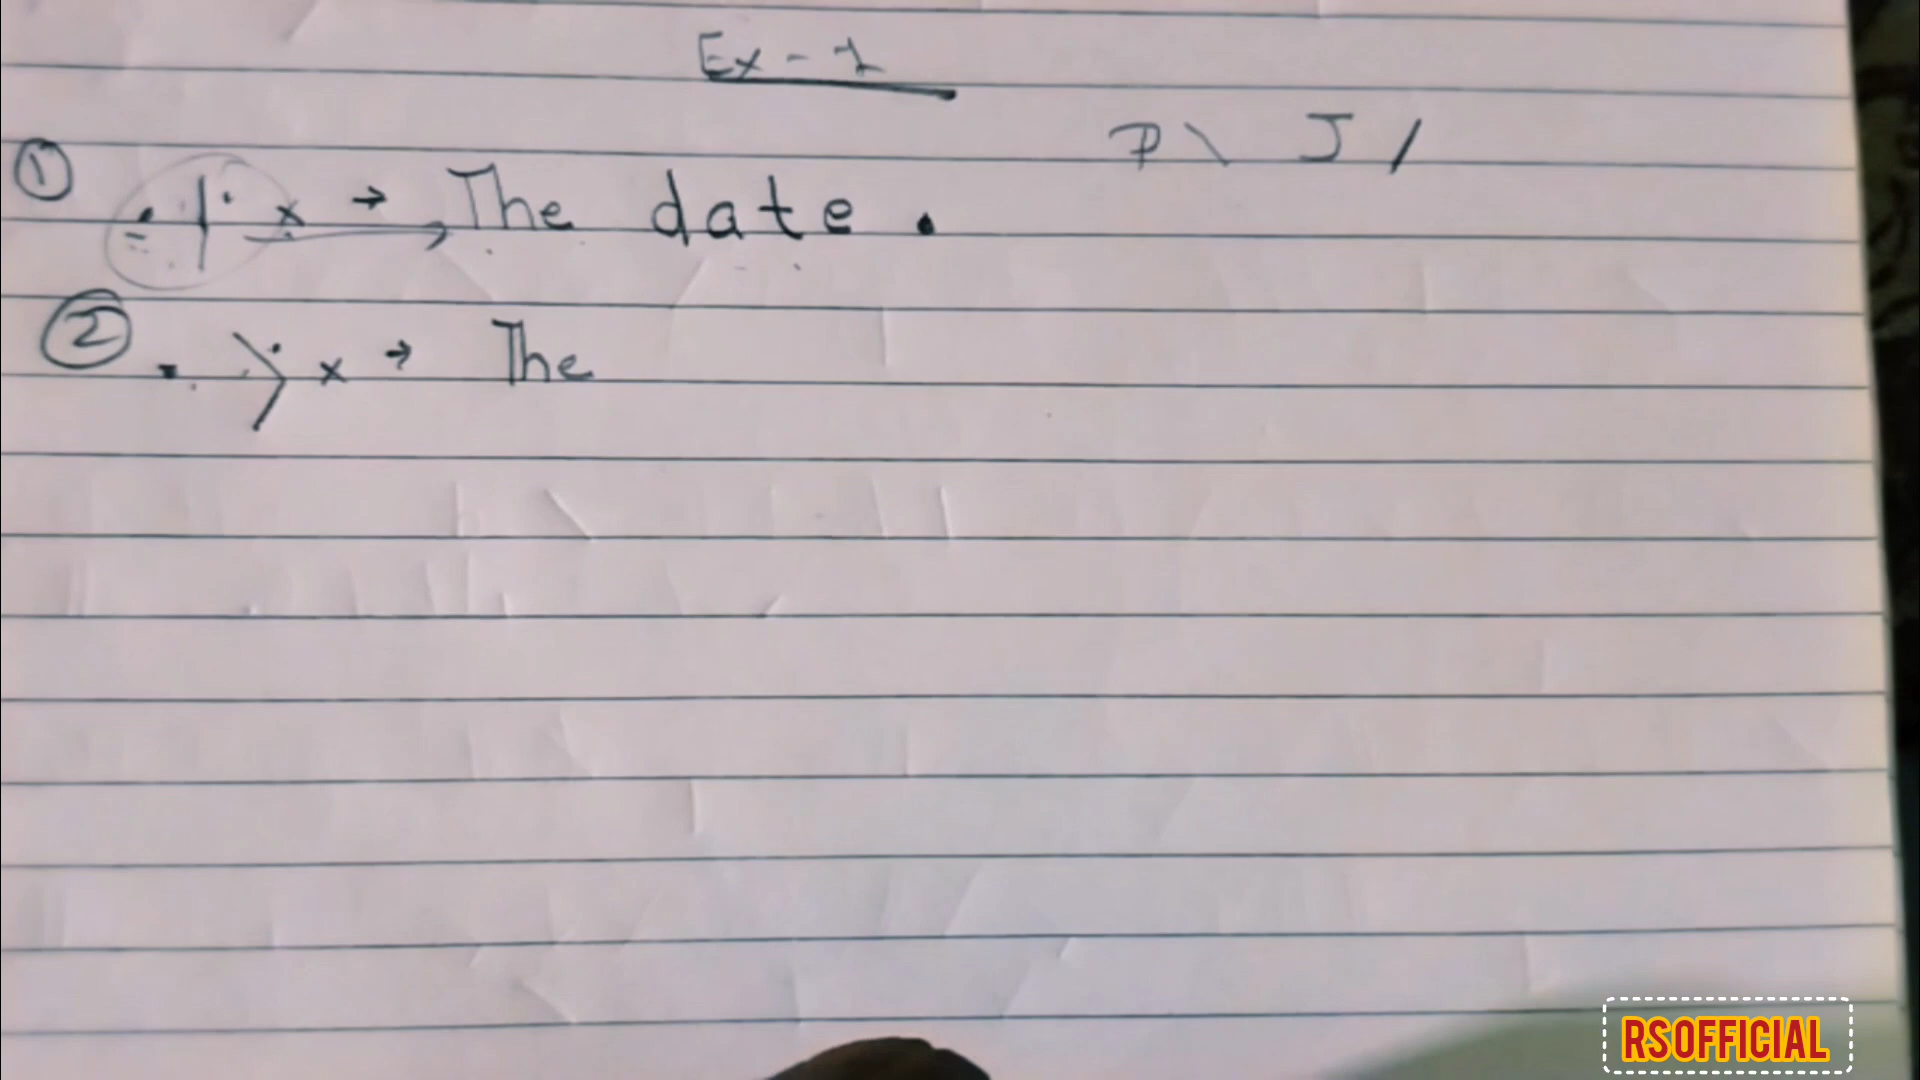 Ex - 1
P \ J /
① x → The date .
② x → The
RSOFFICIAL